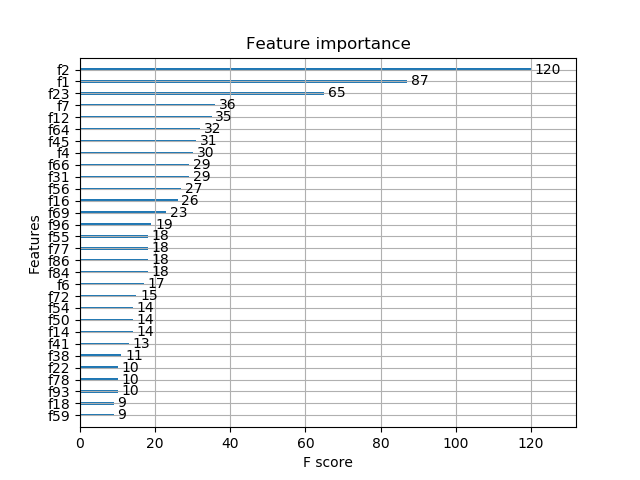 Feature importance
f2 120
f1 87
f23 65
f7 36
f12 35
f64 32
f45 31
f4 30
f66 29
f31 29
f56 27
f16 26
f69 23
f96 19
f55 18
f77 18
f86 18
f84 18
f6 17
f72 15
f54 14
f50 14
f14 14
f41 13
f38 11
f22 10
f78 10
f93 10
f18 9
f59 9
Features
0 20 40 60 80 100 120
F score